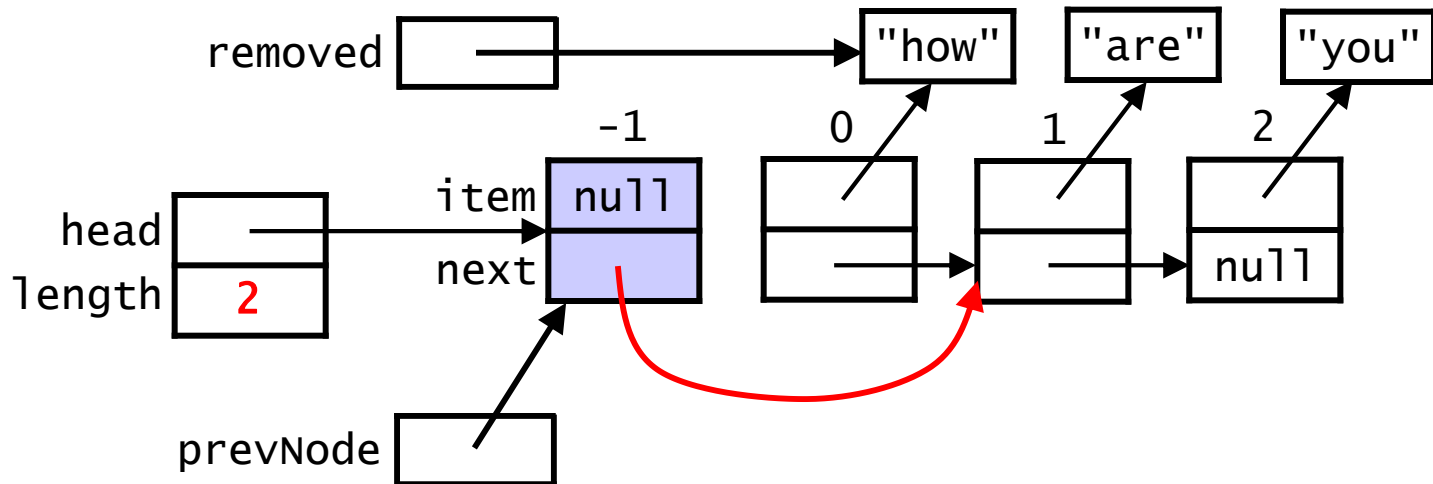 removed "how" "are" "you"
-1 0 1 2
item null
head
next null
length 2
prevNode